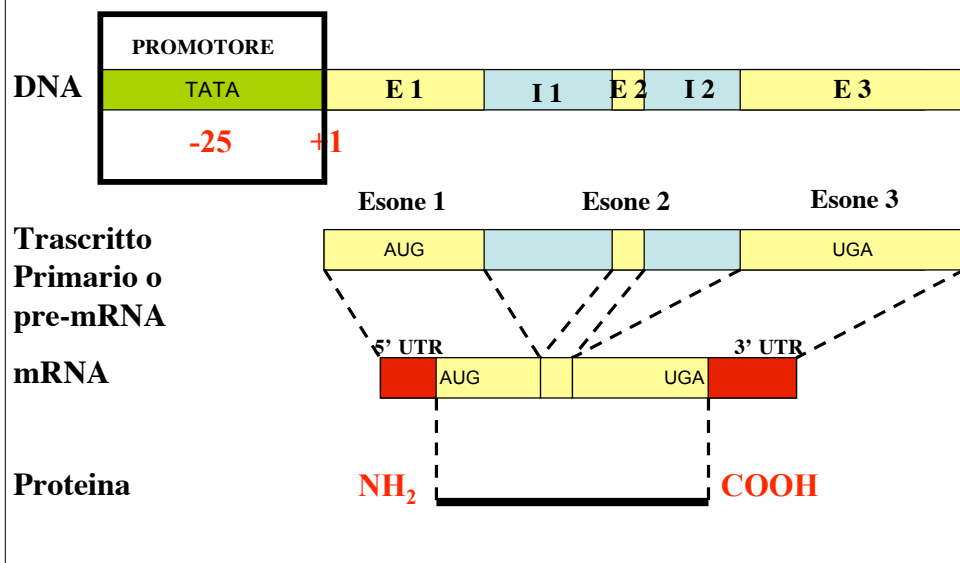 PROMOTORE
DNA TATA E 1 I 1 E 2 I 2 E 3
-25 +1
Esone 1 Esone 2 Esone 3
Trascritto
Primario o
pre-mRNA
AUG UGA
5’ UTR 3’ UTR
mRNA AUG UGA
Proteina NH₂ COOH